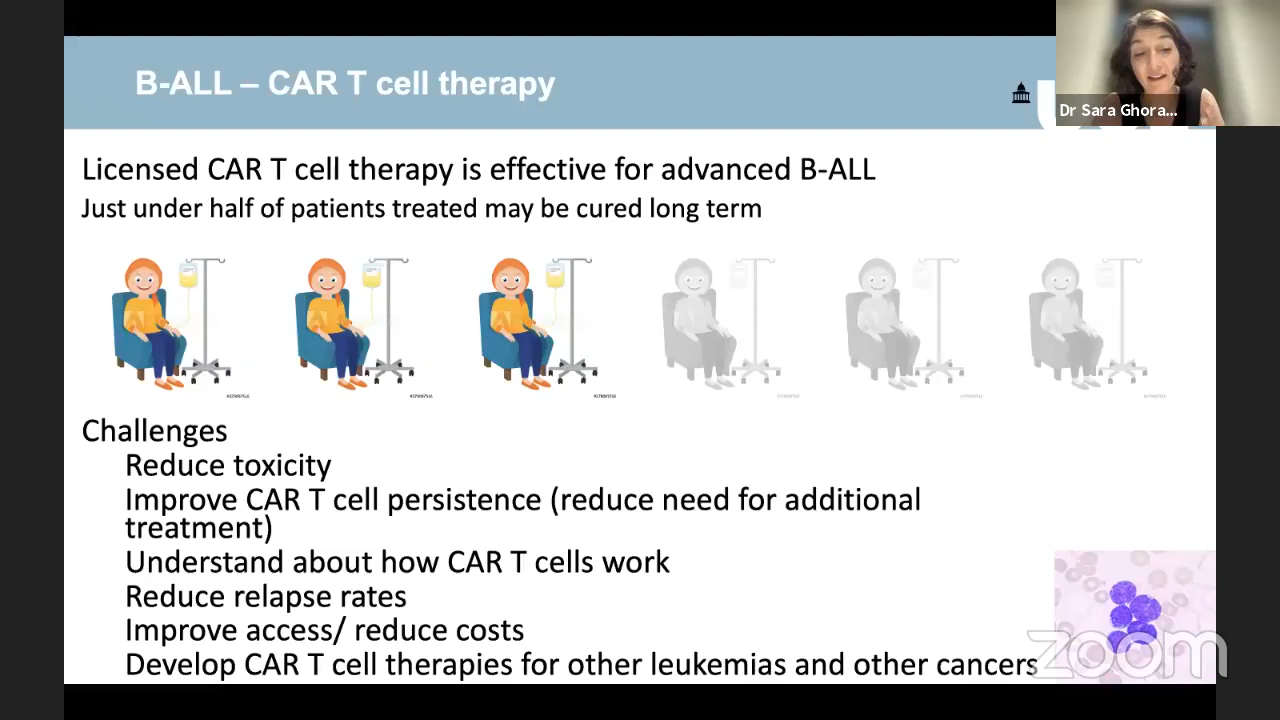 B-ALL – CAR T cell therapy
Dr Sara Ghora...
Licensed CAR T cell therapy is effective for advanced B-ALL
Just under half of patients treated may be cured long term
Challenges
Reduce toxicity
Improve CAR T cell persistence (reduce need for additional
treatment)
Understand about how CAR T cells work
Reduce relapse rates
Improve access/ reduce costs
Develop CAR T cell therapies for other leukemias and other cancers
zoom